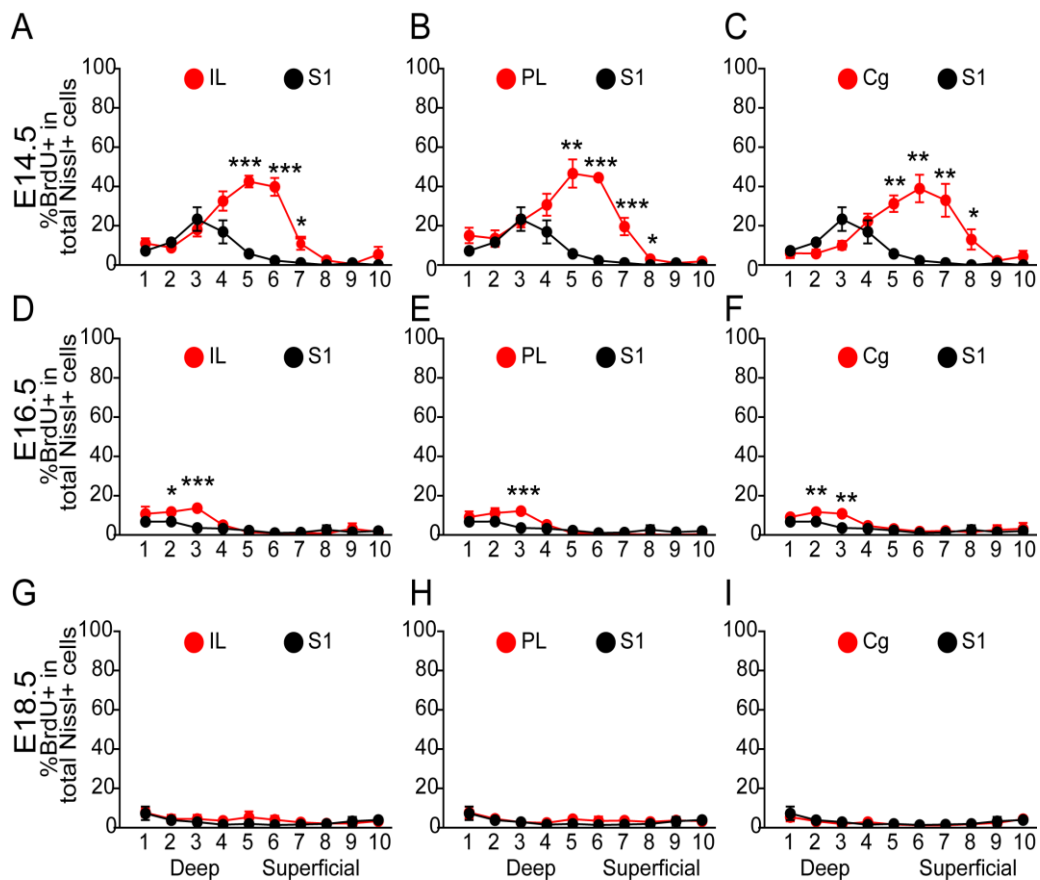 A B C
E14.5
%BrdU+ in
total Nissl+ cells
100 IL S1 100 PL S1 100 Cg S1
80 80 80
60 60 60
*** *** ** *** ** **
40 40 40
** *
* *** *
20 20 20
0 0 0
1 2 3 4 5 6 7 8 9 10 1 2 3 4 5 6 7 8 9 10 1 2 3 4 5 6 7 8 9 10
D E F
E16.5
%BrdU+ in
total Nissl+ cells
100 IL S1 100 PL S1 100 Cg S1
80 80 80
60 60 60
40 40 40
* *** *** ** **
20 20 20
0 0 0
1 2 3 4 5 6 7 8 9 10 1 2 3 4 5 6 7 8 9 10 1 2 3 4 5 6 7 8 9 10
G H I
E18.5
%BrdU+ in
total Nissl+ cells
100 IL S1 100 PL S1 100 Cg S1
80 80 80
60 60 60
40 40 40
20 20 20
0 0 0
1 2 3 4 5 6 7 8 9 10 1 2 3 4 5 6 7 8 9 10 1 2 3 4 5 6 7 8 9 10
Deep Superficial Deep Superficial Deep Superficial